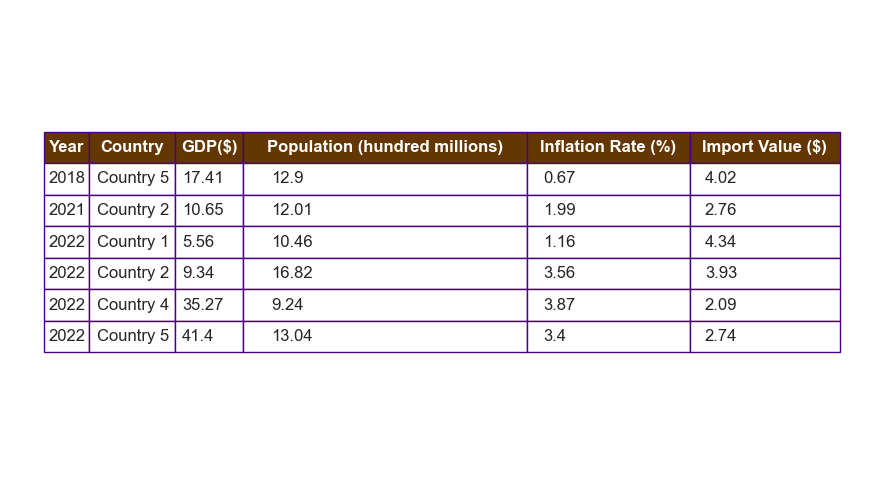 Year Country GDP($) Population (hundred millions) Inflation Rate (%) Import Value ($)
2018 Country 5 17.41 12.9 0.67 4.02
2021 Country 2 10.65 12.01 1.99 2.76
2022 Country 1 5.56 10.46 1.16 4.34
2022 Country 2 9.34 16.82 3.56 3.93
2022 Country 4 35.27 9.24 3.87 2.09
2022 Country 5 41.4 13.04 3.4 2.74